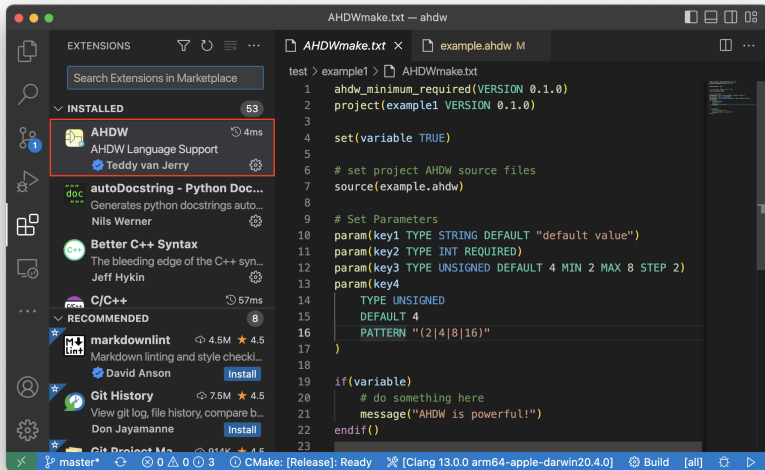 AHDWmake.txt — ahdw
EXTENSIONS
Search Extensions in Marketplace
INSTALLED 53
AHDW 4ms
AHDW Language Support
Teddy van Jerry
autoDocstring - Python Doc...
Generates python docstrings auto...
Nils Werner
Better C++ Syntax
The bleeding edge of the C++ syn...
Jeff Hykin
C/C++ 57ms
RECOMMENDED 8
markdownlint 4.5M 4.5
Markdown linting and style checki...
David Anson Install
Git History 7.5M 4.5
View git log, file history, compare b...
Don Jayamanne Install
Git Project Ma... 914K 4.5
doc
C++
lint
1
AHDWmake.txt example.ahdw M
test > example1 > AHDWmake.txt
1 ahdw_minimum_required(VERSION 0.1.0)
2 project(example1 VERSION 0.1.0)
3
4 set(variable TRUE)
5
6 # set project AHDW source files
7 source(example.ahdw)
8
9 # Set Parameters
10 param(key1 TYPE STRING DEFAULT "default value")
11 param(key2 TYPE INT REQUIRED)
12 param(key3 TYPE UNSIGNED DEFAULT 4 MIN 2 MAX 8 STEP 2)
13 param(key4
14 TYPE UNSIGNED
15 DEFAULT 4
16 PATTERN "(2|4|8|16)"
17 )
18
19 if(variable)
20 # do something here
21 message("AHDW is powerful!")
22 endif()
23
master* 0 0 3 CMake: [Release]: Ready [Clang 13.0.0 arm64-apple-darwin20.4.0] Build [all]